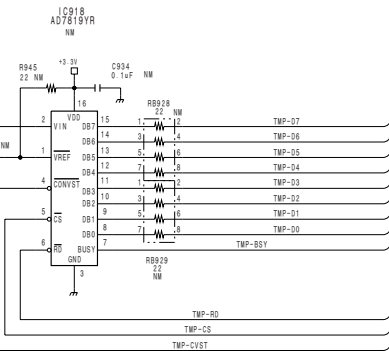 IC918
AD7819YR
NM
R945
22 NM
+3.3V
C934
0.1uF NM
16
VDD
RB928
22 NM
2 VIN DB7 15 1 2 TMP-D7
DB6 14 3 4 TMP-D6
NM 1 VREF DB5 13 5 6 TMP-D5
DB4 12 7 8 TMP-D4
4 CONVST DB3 11 1 2 TMP-D3
DB2 10 3 4 TMP-D2
5 CS DB1 9 5 6 TMP-D1
DB0 8 7 8 TMP-D0
6 RD BUSY 7 TMP-BSY
GND
3
RB929
22
NM
TMP-RD
TMP-CS
TMP-CVST